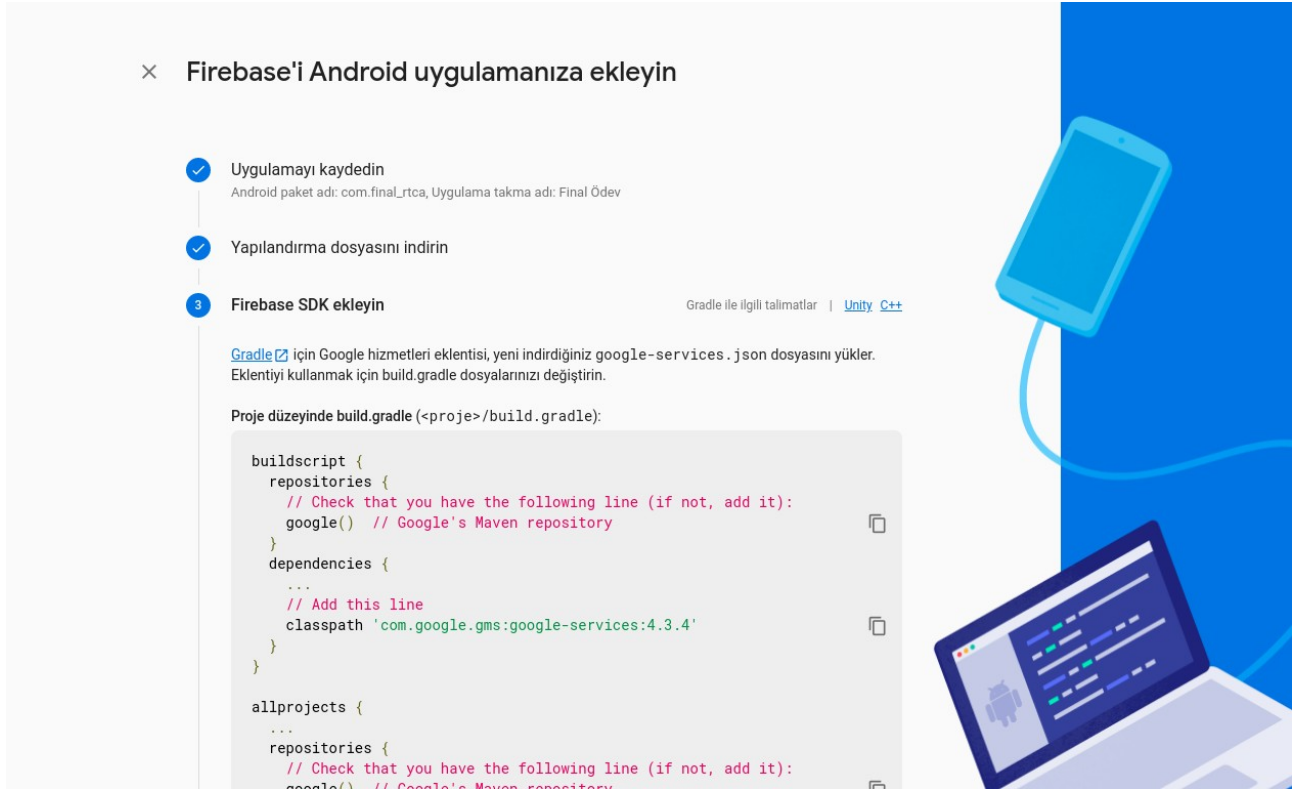 Firebase'i Android uygulamanıza ekleyin
Uygulamayı kaydedin
Android paket adı: com.final_rtca, Uygulama takma adı: Final Ödev
Yapılandırma dosyasını indirin
3 Firebase SDK ekleyin Gradle ile ilgili talimatlar | Unity C++
Gradle için Google hizmetleri eklentisi, yeni indirdiğiniz google-services.json dosyasını yükler.
Eklentiyi kullanmak için build.gradle dosyalarınızı değiştirin.
Proje düzeyinde build.gradle (<proje>/build.gradle):
buildscript {
  repositories {
    // Check that you have the following line (if not, add it):
    google()  // Google's Maven repository
  }
  dependencies {
    ...
    // Add this line
    classpath 'com.google.gms:google-services:4.3.4'
  }
}
allprojects {
  ...
  repositories {
    // Check that you have the following line (if not, add it):
    google()  // Google's Maven repository